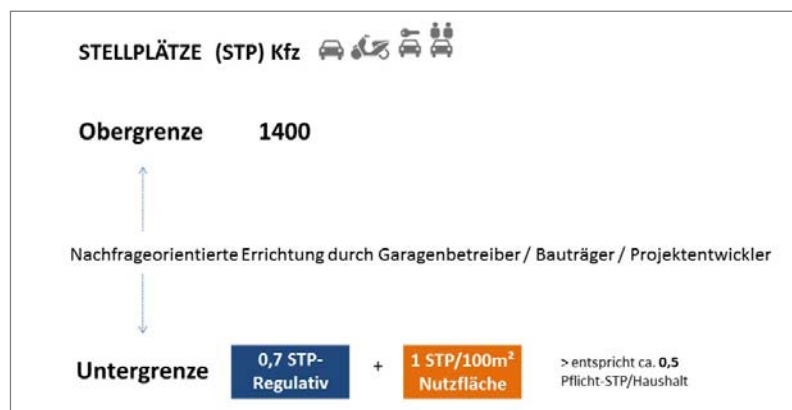 STELLPLÄTZE (STP) Kfz
Obergrenze 1400
Nachfrageorientierte Errichtung durch Garagenbetreiber / Bauträger / Projektentwickler
Untergrenze
0,7 STP-
Regulativ
+
1 STP/100m²
Nutzfläche
> entspricht ca. 0,5
Pflicht-STP/Haushalt